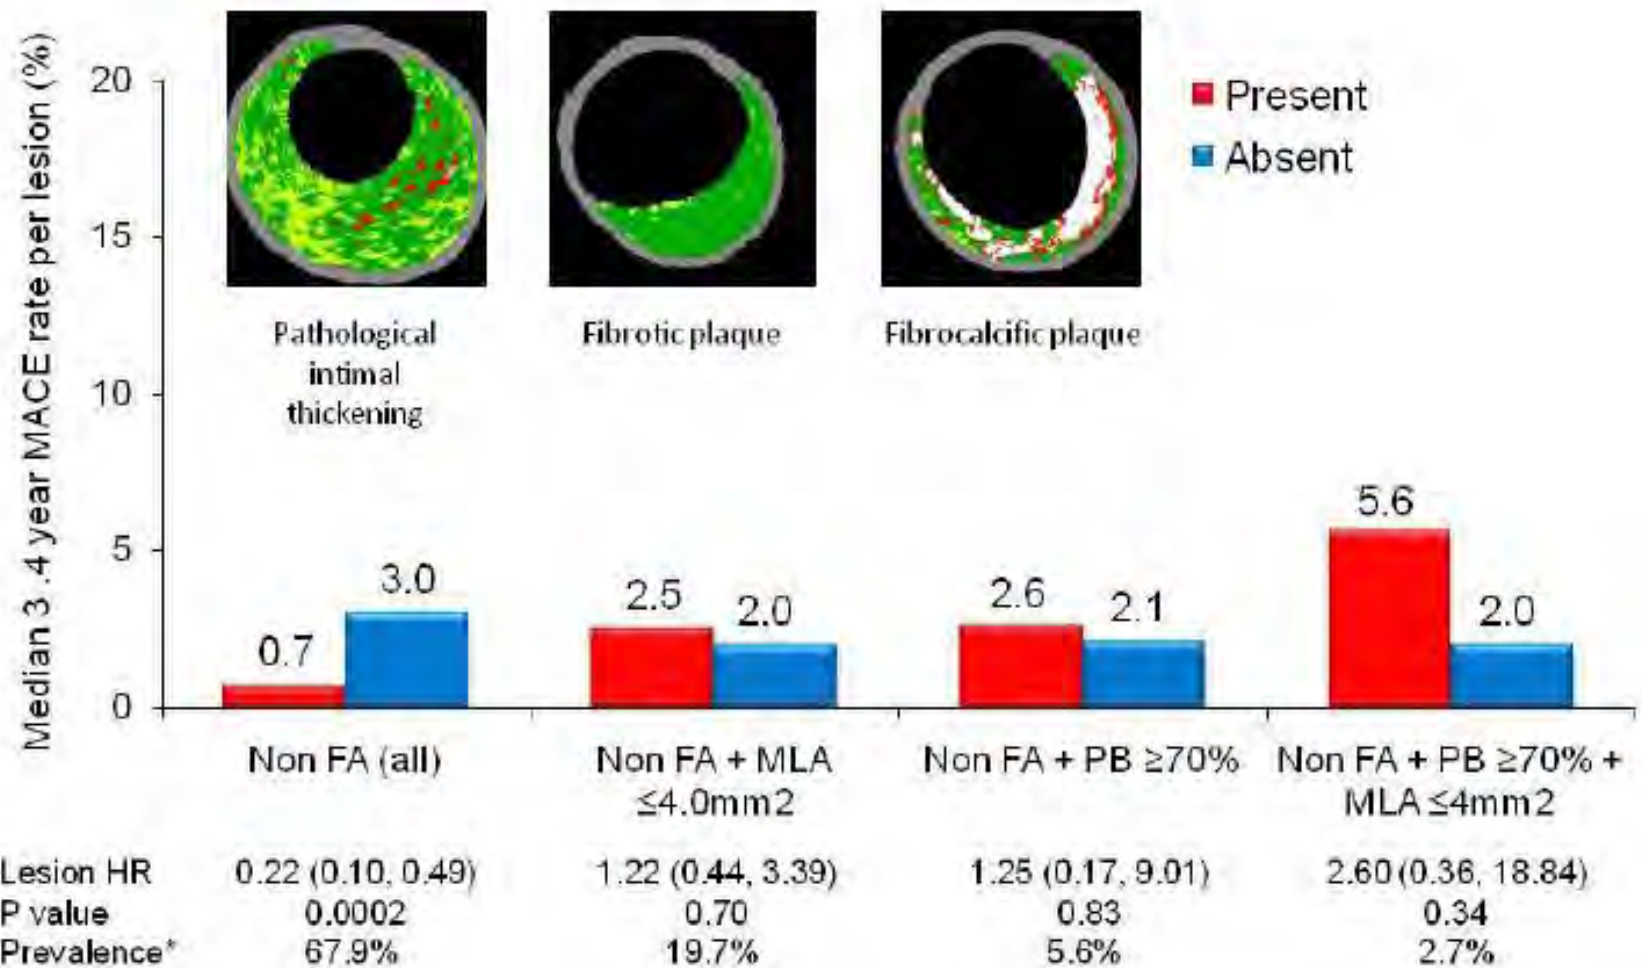 Median 3 .4 year MACE rate per lesion (%)
20
15
10
5
0
Present
Absent
Pathological
intimal
thickening
Fibrotic plaque
Fibrocalcific plaque
0.7
3.0
2.5
2.0
2.6
2.1
5.6
2.0
Non FA (all)
Non FA + MLA
≤4.0mm2
Non FA + PB ≥70%
Non FA + PB ≥70% +
MLA ≤4mm2
Lesion HR 0.22 (0.10, 0.49) 1.22 (0.44, 3.39) 1.25 (0.17, 9.01) 2.60 (0.36, 18.84)
P value 0.0002 0.70 0.83 0.34
Prevalence* 67.9% 19.7% 5.6% 2.7%